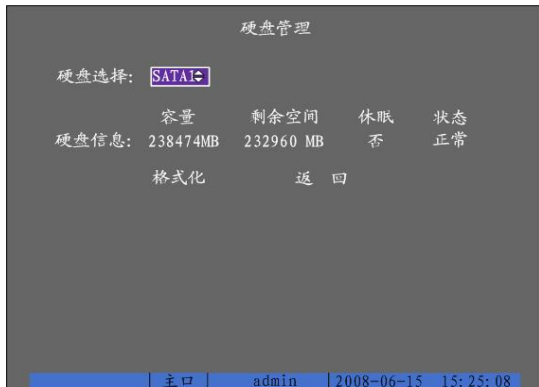 硬盘管理
硬盘选择: SATA1
容量 剩余空间 休眠 状态
硬盘信息: 238474MB 232960 MB 否 正常
格式化 返 回
主口 admin 2008-06-15 15:25:08